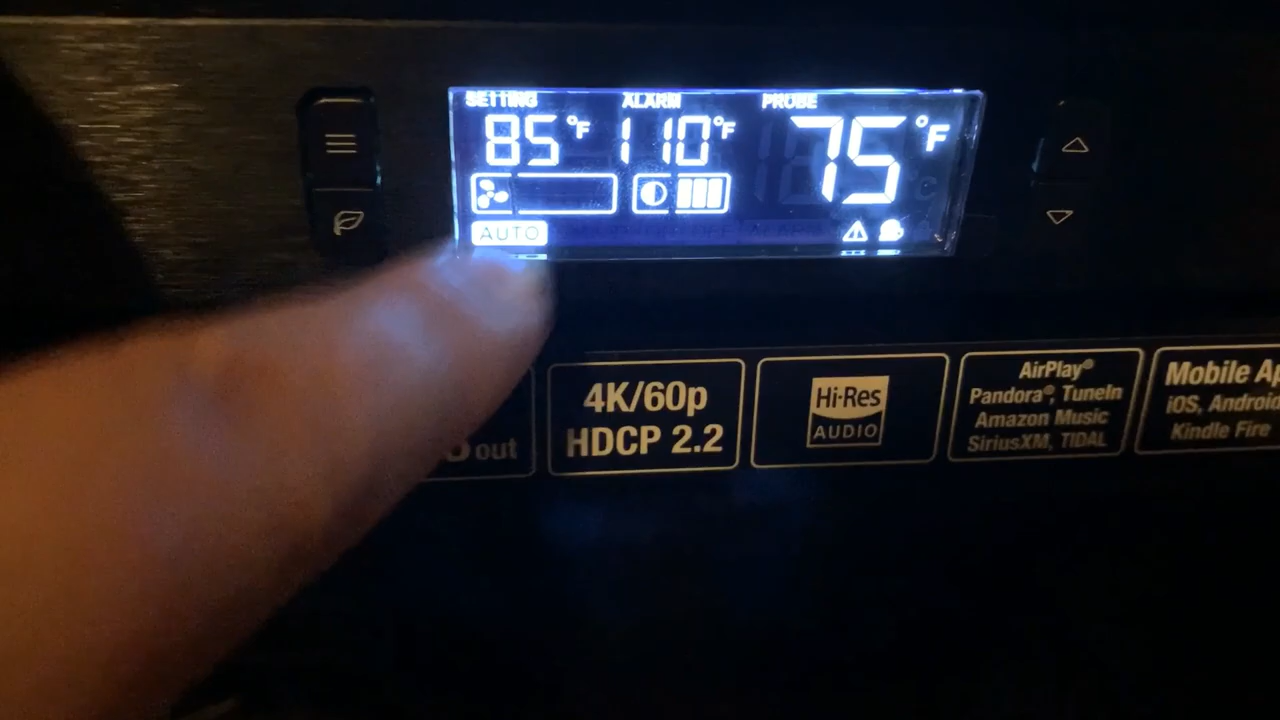 SETTING ALARM PROBE
85°F 110°F 75°F
AUTO
out
4K/60p
HDCP 2.2
Hi-Res
AUDIO
AirPlay®
Pandora®, TuneIn
Amazon Music
SiriusXM, TIDAL
Mobile
iOS, Android
Kindle Fire